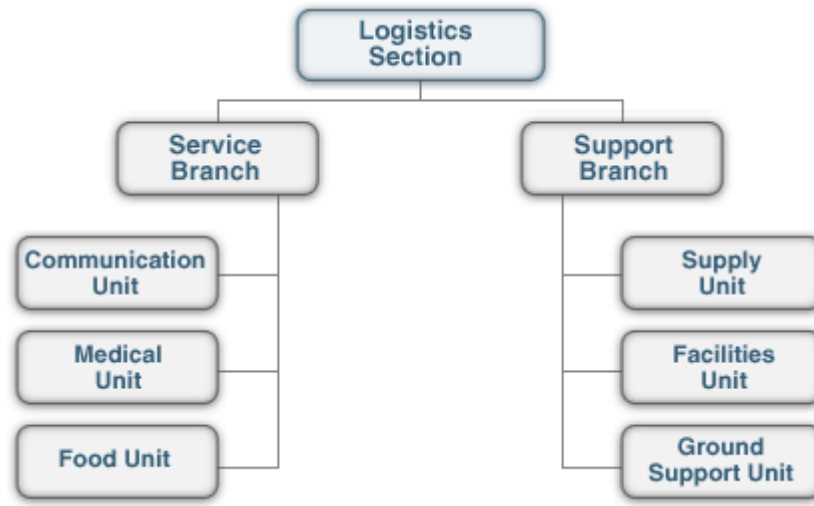 Logistics
Section
Service
Branch
Support
Branch
Communication
Unit
Supply
Unit
Medical
Unit
Facilities
Unit
Food Unit
Ground
Support Unit